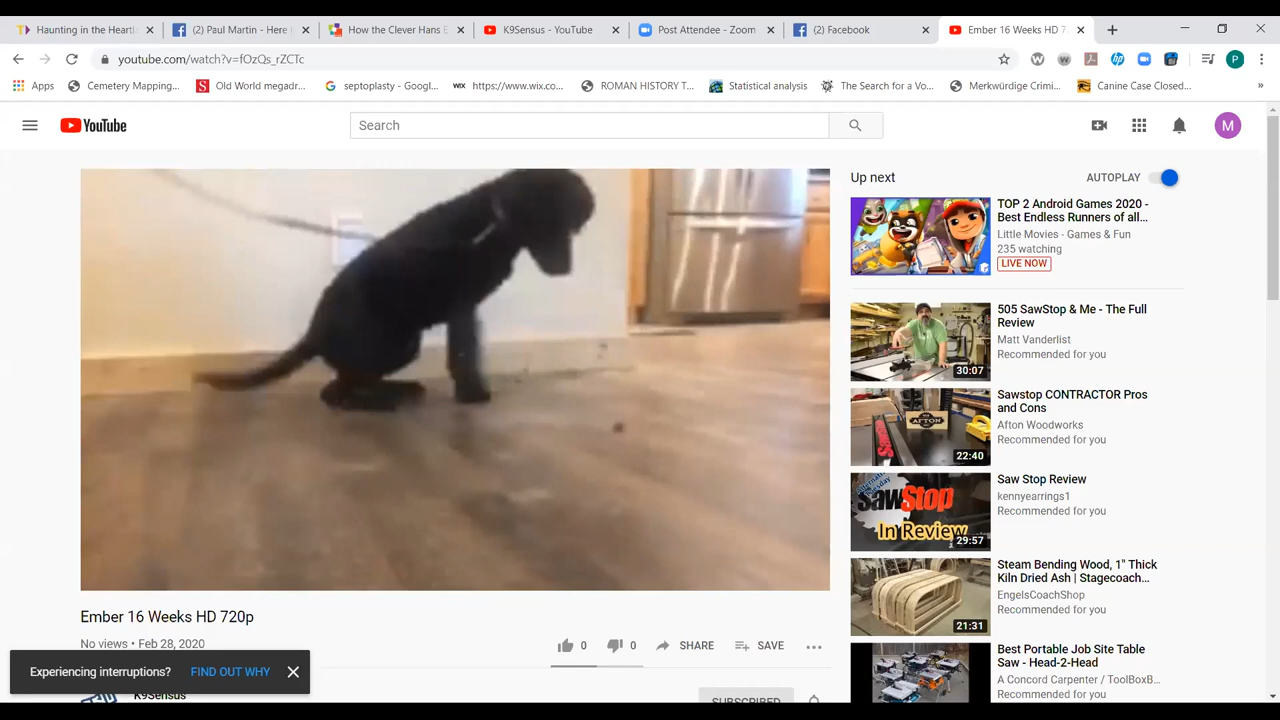 Haunting in the Heartl
(2) Paul Martin- Here i
How the Clever Hans E
K9Sensus - YouTube
Post Attendee - Zoom
(2) Facebook
Ember 16 Weeks HD 7
youtube.com/watch?v=fOzQs_rZCTc
Apps
Cemetery Mapping...
Old World megadr...
septoplasty - Googl...
https://www.wix.co...
ROMAN HISTORY T...
Statistical analysis
The Search for a Vo...
Merkwürdige Crimi...
Canine Case Closed...
»
YouTube
Search
M
Up next
AUTOPLAY
TOP 2 Android Games 2020 -
Best Endless Runners of all...
Little Movies - Games & Fun
235 watching
LIVE NOW
505 SawStop & Me - The Full
Review
Matt Vanderlist
Recommended for you
30:07
Sawstop CONTRACTOR Pros
and Cons
Afton Woodworks
Recommended for you
AFTON
22:40
Saw Stop Review
kennyearrings1
Recommended for you
SawStop
In Review
29:57
Steam Bending Wood, 1" Thick
Kiln Dried Ash | Stagecoach...
EngelsCoachShop
Recommended for you
21:31
Best Portable Job Site Table
Saw - Head-2-Head
A Concord Carpenter / ToolBoxB...
Recommended for you
Ember 16 Weeks HD 720p
No views • Feb 28, 2020
0
0
SHARE
SAVE
Experiencing interruptions?
FIND OUT WHY
K9Sensus
SUBSCRIBED